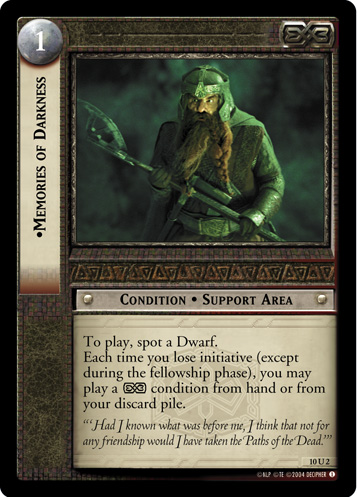 1
•Memories of Darkness
Condition • Support Area
To play, spot a Dwarf.
Each time you lose initiative (except
during the fellowship phase), you may
play a condition from hand or from
your discard pile.
“‘Had I known what was before me, I think that not for
any friendship would I have taken the Paths of the Dead.’”
10 U 2
©NLP ©TE ©2004 DECIPHER